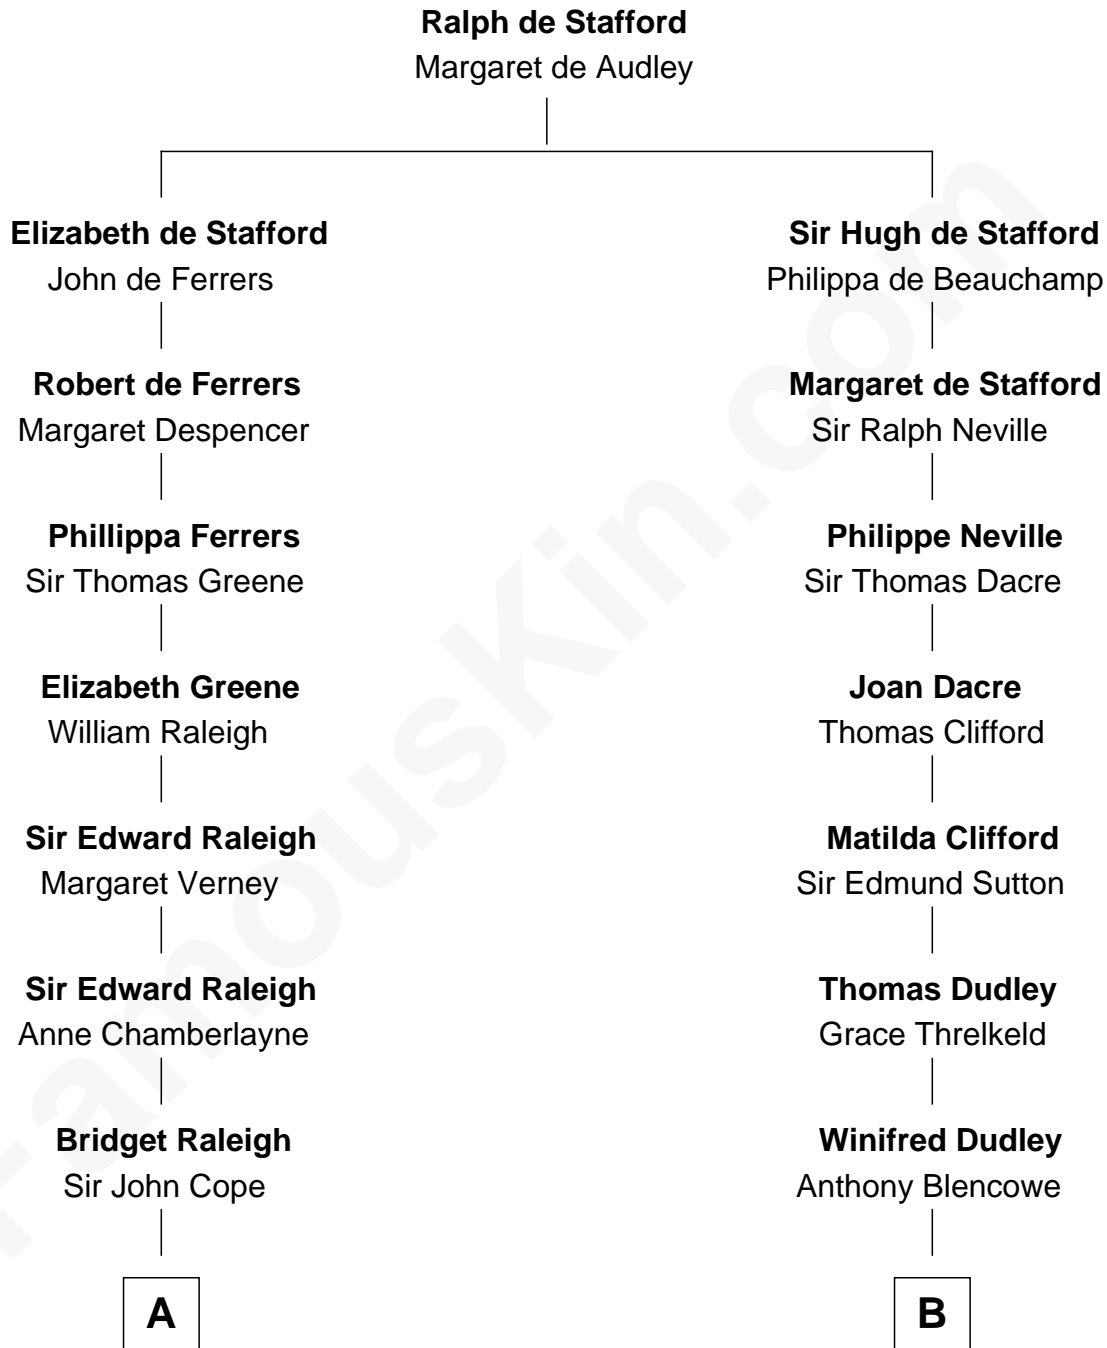 Ralph de Stafford
Margaret de Audley
Elizabeth de Stafford
John de Ferrers
Robert de Ferrers
Margaret Despencer
Phillippa Ferrers
Sir Thomas Greene
Elizabeth Greene
William Raleigh
Sir Edward Raleigh
Margaret Verney
Sir Edward Raleigh
Anne Chamberlayne
Bridget Raleigh
Sir John Cope
A
Sir Hugh de Stafford
Philippa de Beauchamp
Margaret de Stafford
Sir Ralph Neville
Philippe Neville
Sir Thomas Dacre
Joan Dacre
Thomas Clifford
Matilda Clifford
Sir Edmund Sutton
Thomas Dudley
Grace Threlkeld
Winifred Dudley
Anthony Blencowe
B
FamousKin.com